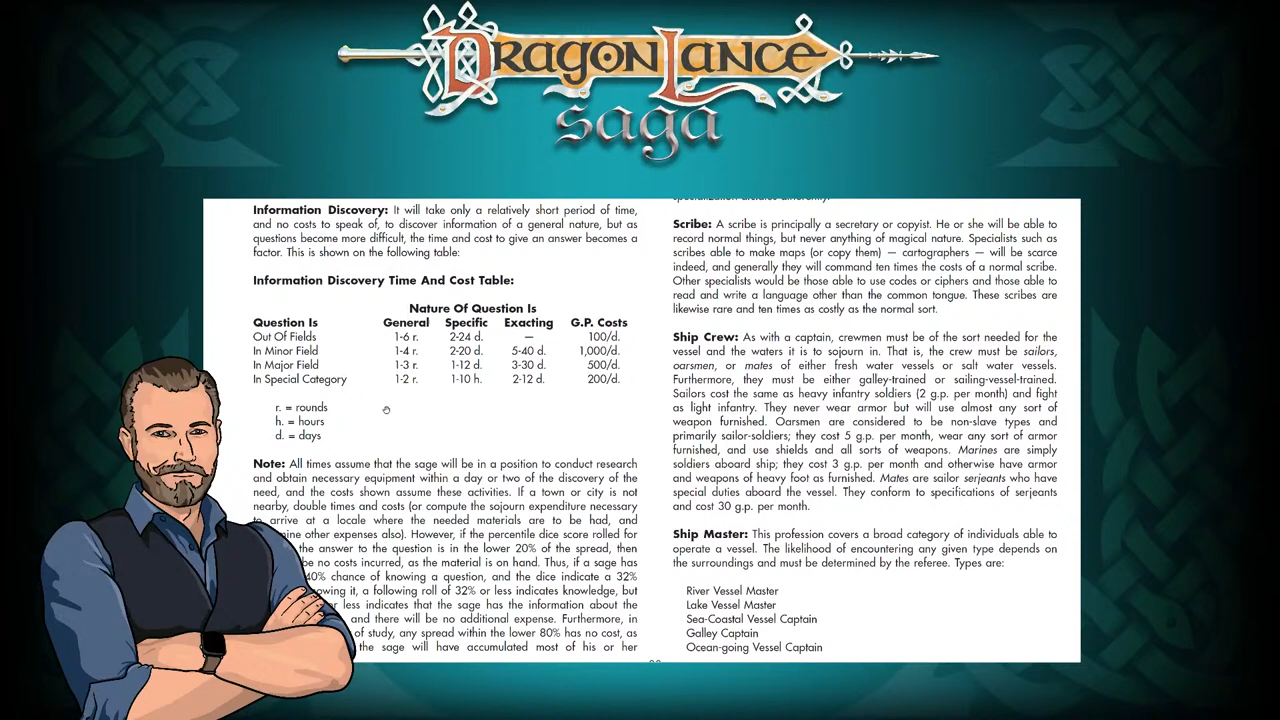 DragonLance
saga
Information Discovery: It will take only a relatively short period of time,
and no costs to speak of, to discover information of a general nature, but as
questions become more difficult, the time and cost to give an answer becomes a
factor. This is shown on the following table:
Information Discovery Time And Cost Table:
Nature Of Question Is
Question Is General Specific Exacting G.P. Costs
Out Of Fields 1-6 r. 2-24 d. — 100/d.
In Minor Field 1-4 r. 2-20 d. 5-40 d. 1,000/d.
In Major Field 1-3 r. 1-12 d. 3-30 d. 500/d.
In Special Category 1-2 r. 1-10 h. 2-12 d. 200/d.
r. = rounds
h. = hours
d. = days
Note: All times assume that the sage will be in a position to conduct research
and obtain necessary equipment within a day or two of the discovery of the
need, and the costs shown assume these activities. If a town or city is not
nearby, double times and costs (or compute the sojourn expenditure necessary
to arrive at a locale where the needed materials are to be had, and
mine other expenses also). However, if the percentile dice score rolled for
the answer to the question is in the lower 20% of the spread, then
be no costs incurred, as the material is on hand. Thus, if a sage has
40% chance of knowing a question, and the dice indicate a 32%
owing it, a following roll of 32% or less indicates knowledge, but
or less indicates that the sage has the information about the
and there will be no additional expense. Furthermore, in
of study, any spread within the lower 80% has no cost, as
the sage will have accumulated most of his or her
specialization dictates differently.
Scribe: A scribe is principally a secretary or copyist. He or she will be able to
record normal things, but never anything of magical nature. Specialists such as
scribes able to make maps (or copy them) — cartographers — will be scarce
indeed, and generally they will command ten times the costs of a normal scribe.
Other specialists would be those able to use codes or ciphers and those able to
read and write a language other than the common tongue. These scribes are
likewise rare and ten times as costly as the normal sort.
Ship Crew: As with a captain, crewmen must be of the sort needed for the
vessel and the waters it is to sojourn in. That is, the crew must be sailors,
oarsmen, or mates of either fresh water vessels or salt water vessels.
Furthermore, they must be either galley-trained or sailing-vessel-trained.
Sailors cost the same as heavy infantry soldiers (2 g.p. per month) and fight
as light infantry. They never wear armor but will use almost any sort of
weapon furnished. Oarsmen are considered to be non-slave types and
primarily sailor-soldiers; they cost 5 g.p. per month, wear any sort of armor
furnished, and use shields and all sorts of weapons. Marines are simply
soldiers aboard ship; they cost 3 g.p. per month and otherwise have armor
and weapons of heavy foot as furnished. Mates are sailor serjeants who have
special duties aboard the vessel. They conform to specifications of serjeants
and cost 30 g.p. per month.
Ship Master: This profession covers a broad category of individuals able to
operate a vessel. The likelihood of encountering any given type depends on
the surroundings and must be determined by the referee. Types are:
River Vessel Master
Lake Vessel Master
Sea-Coastal Vessel Captain
Galley Captain
Ocean-going Vessel Captain